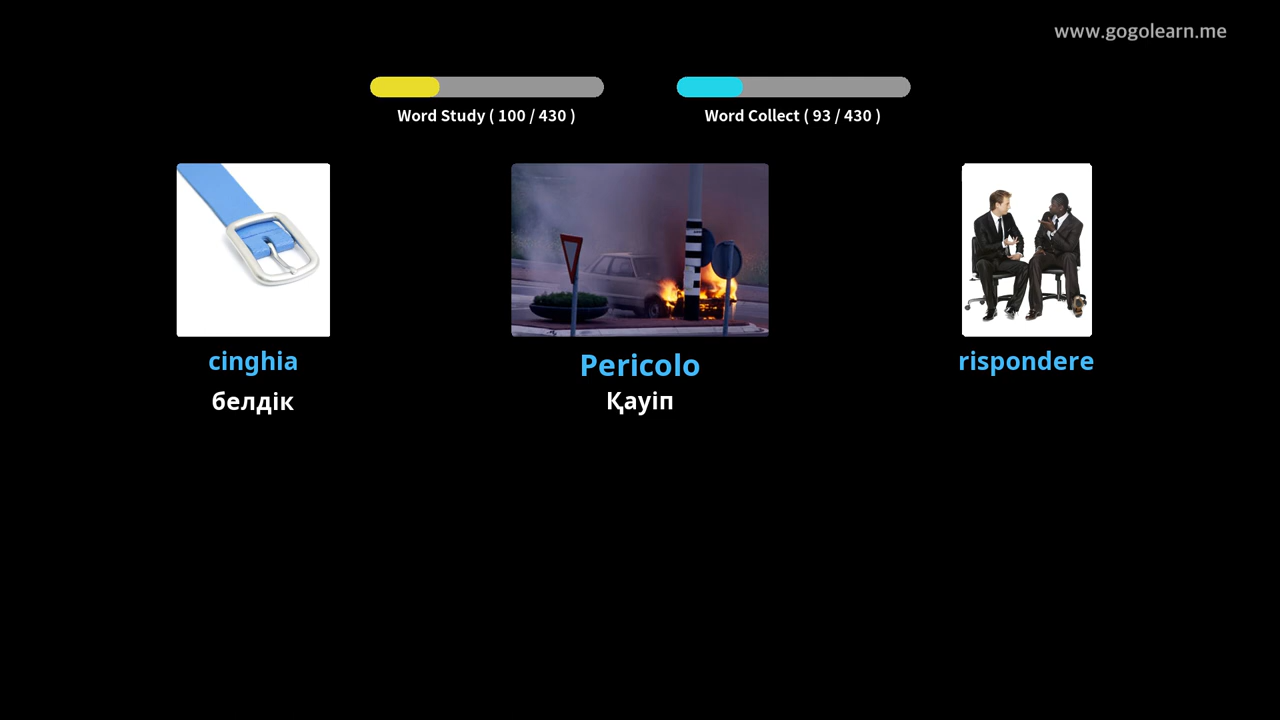 www.gogolearn.me
Word Study ( 100 / 430 )
Word Collect ( 93 / 430 )
cinghia
Pericolo
rispondere
белдік
Қауіп